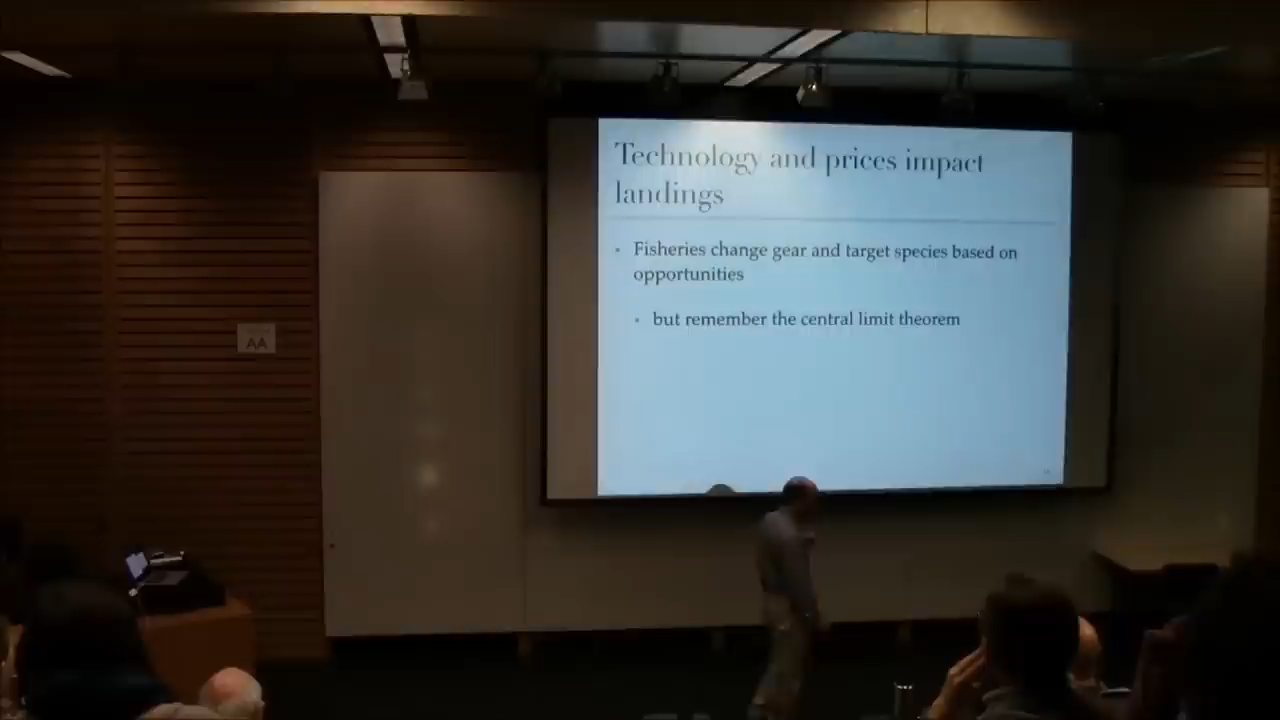 Technology and prices impact
landings
Fisheries change gear and target species based on
opportunities
but remember the central limit theorem
AA